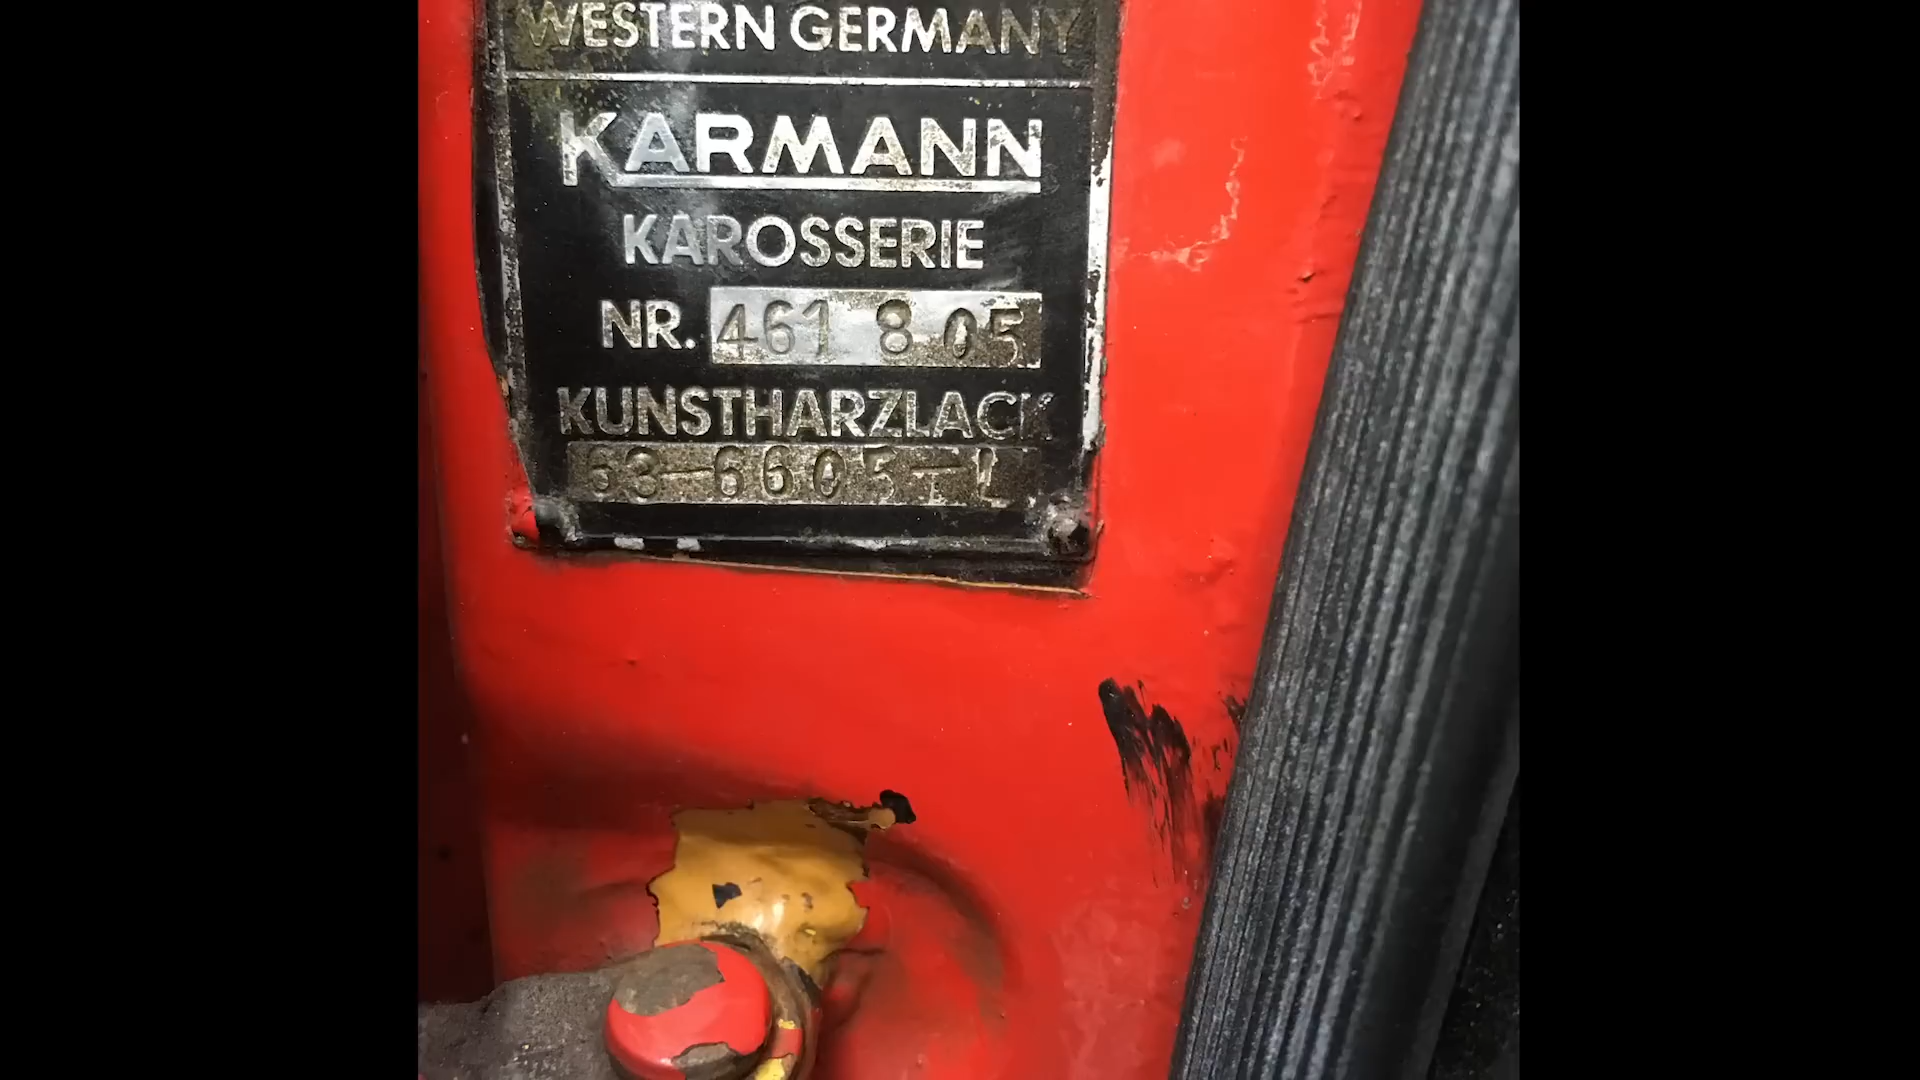 WESTERN GERMANY
KARMANN
KAROSSERIE
NR. 461 8 05
KUNSTHARZLACK
63-6605-L